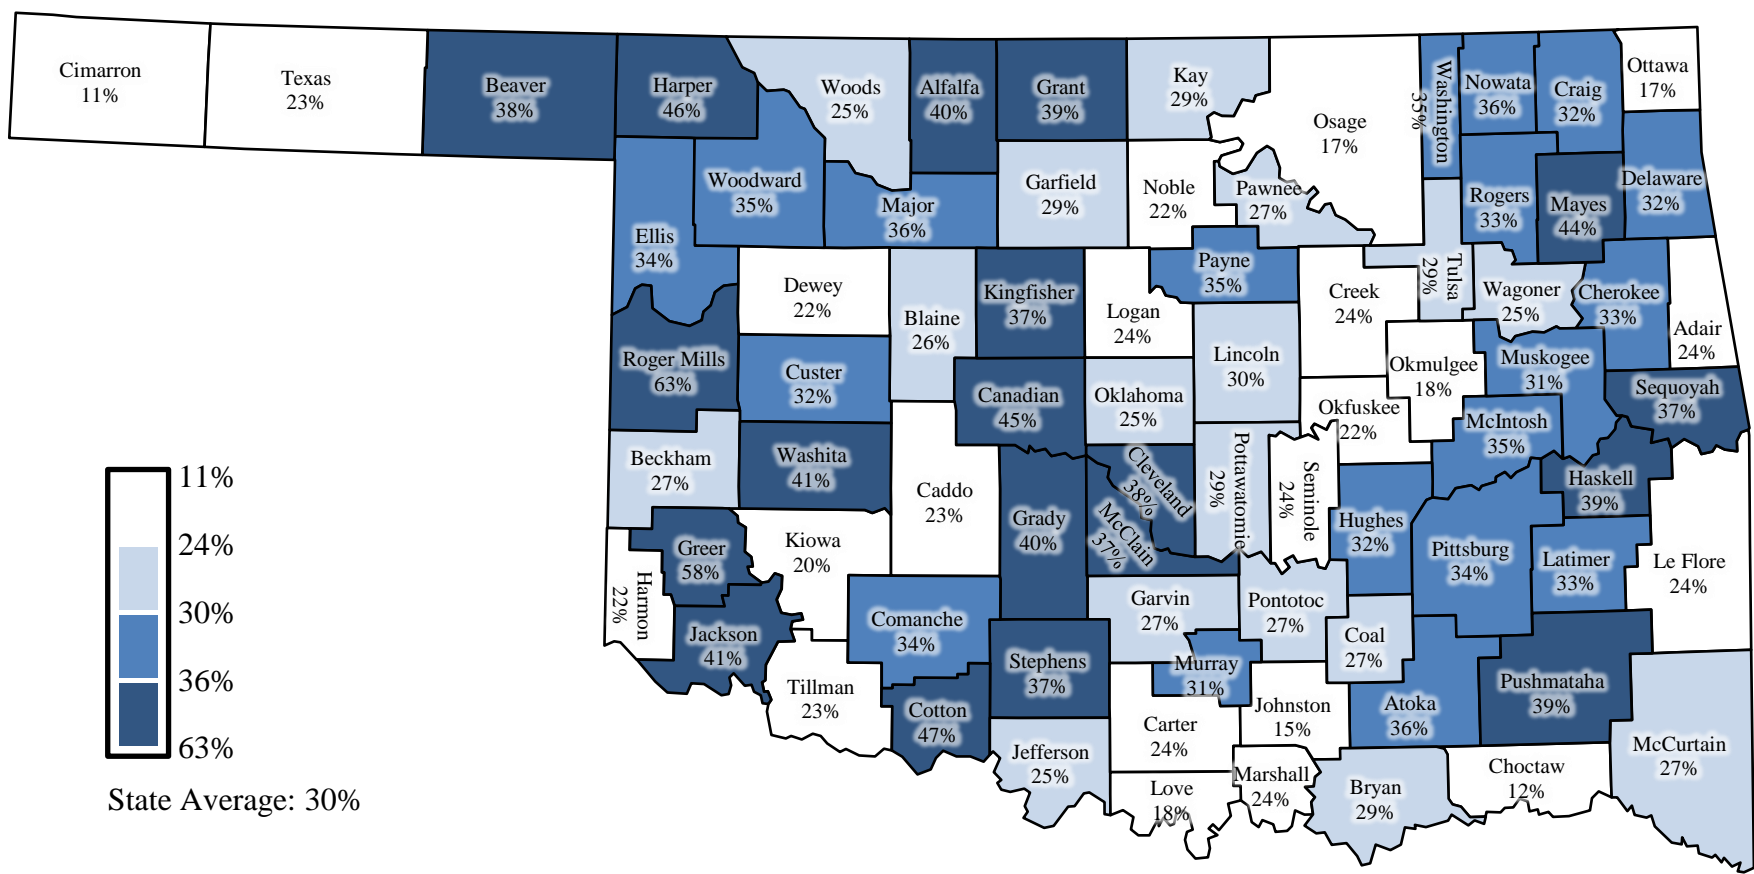 Cimarron
11%
Texas
23%
Beaver
38%
Harper
46%
Woods
25%
Alfalfa
40%
Grant
39%
Kay
29%
Osage
17%
Washington
35%
Nowata
36%
Craig
32%
Ottawa
17%
Ellis
34%
Woodward
35%
Major
36%
Garfield
29%
Noble
22%
Pawnee
27%
Rogers
33%
Mayes
44%
Delaware
32%
Roger Mills
63%
Dewey
22%
Custer
32%
Blaine
26%
Kingfisher
37%
Logan
24%
Payne
35%
Lincoln
30%
Creek
24%
Tulsa
29%
Wagoner
25%
Cherokee
33%
Adair
24%
Okmulgee
18%
Muskogee
31%
Sequoyah
37%
Beckham
27%
Washita
41%
Caddo
23%
Canadian
45%
Oklahoma
25%
Cleveland
38%
McClain
37%
Pottawatomie
29%
Seminole
24%
Okfuskee
22%
McIntosh
35%
Haskell
39%
Greer
58%
Harmon
22%
Kiowa
20%
Jackson
41%
Grady
40%
Hughes
32%
Pittsburg
34%
Latimer
33%
Le Flore
24%
Comanche
34%
Tillman
23%
Cotton
47%
Stephens
37%
Garvin
27%
Pontotoc
27%
Coal
27%
Murray
31%
Carter
24%
Johnston
15%
Atoka
36%
Pushmataha
39%
McCurtain
27%
Jefferson
25%
Love
18%
Marshall
24%
Bryan
29%
Choctaw
12%
11%
24%
30%
36%
63%
State Average: 30%